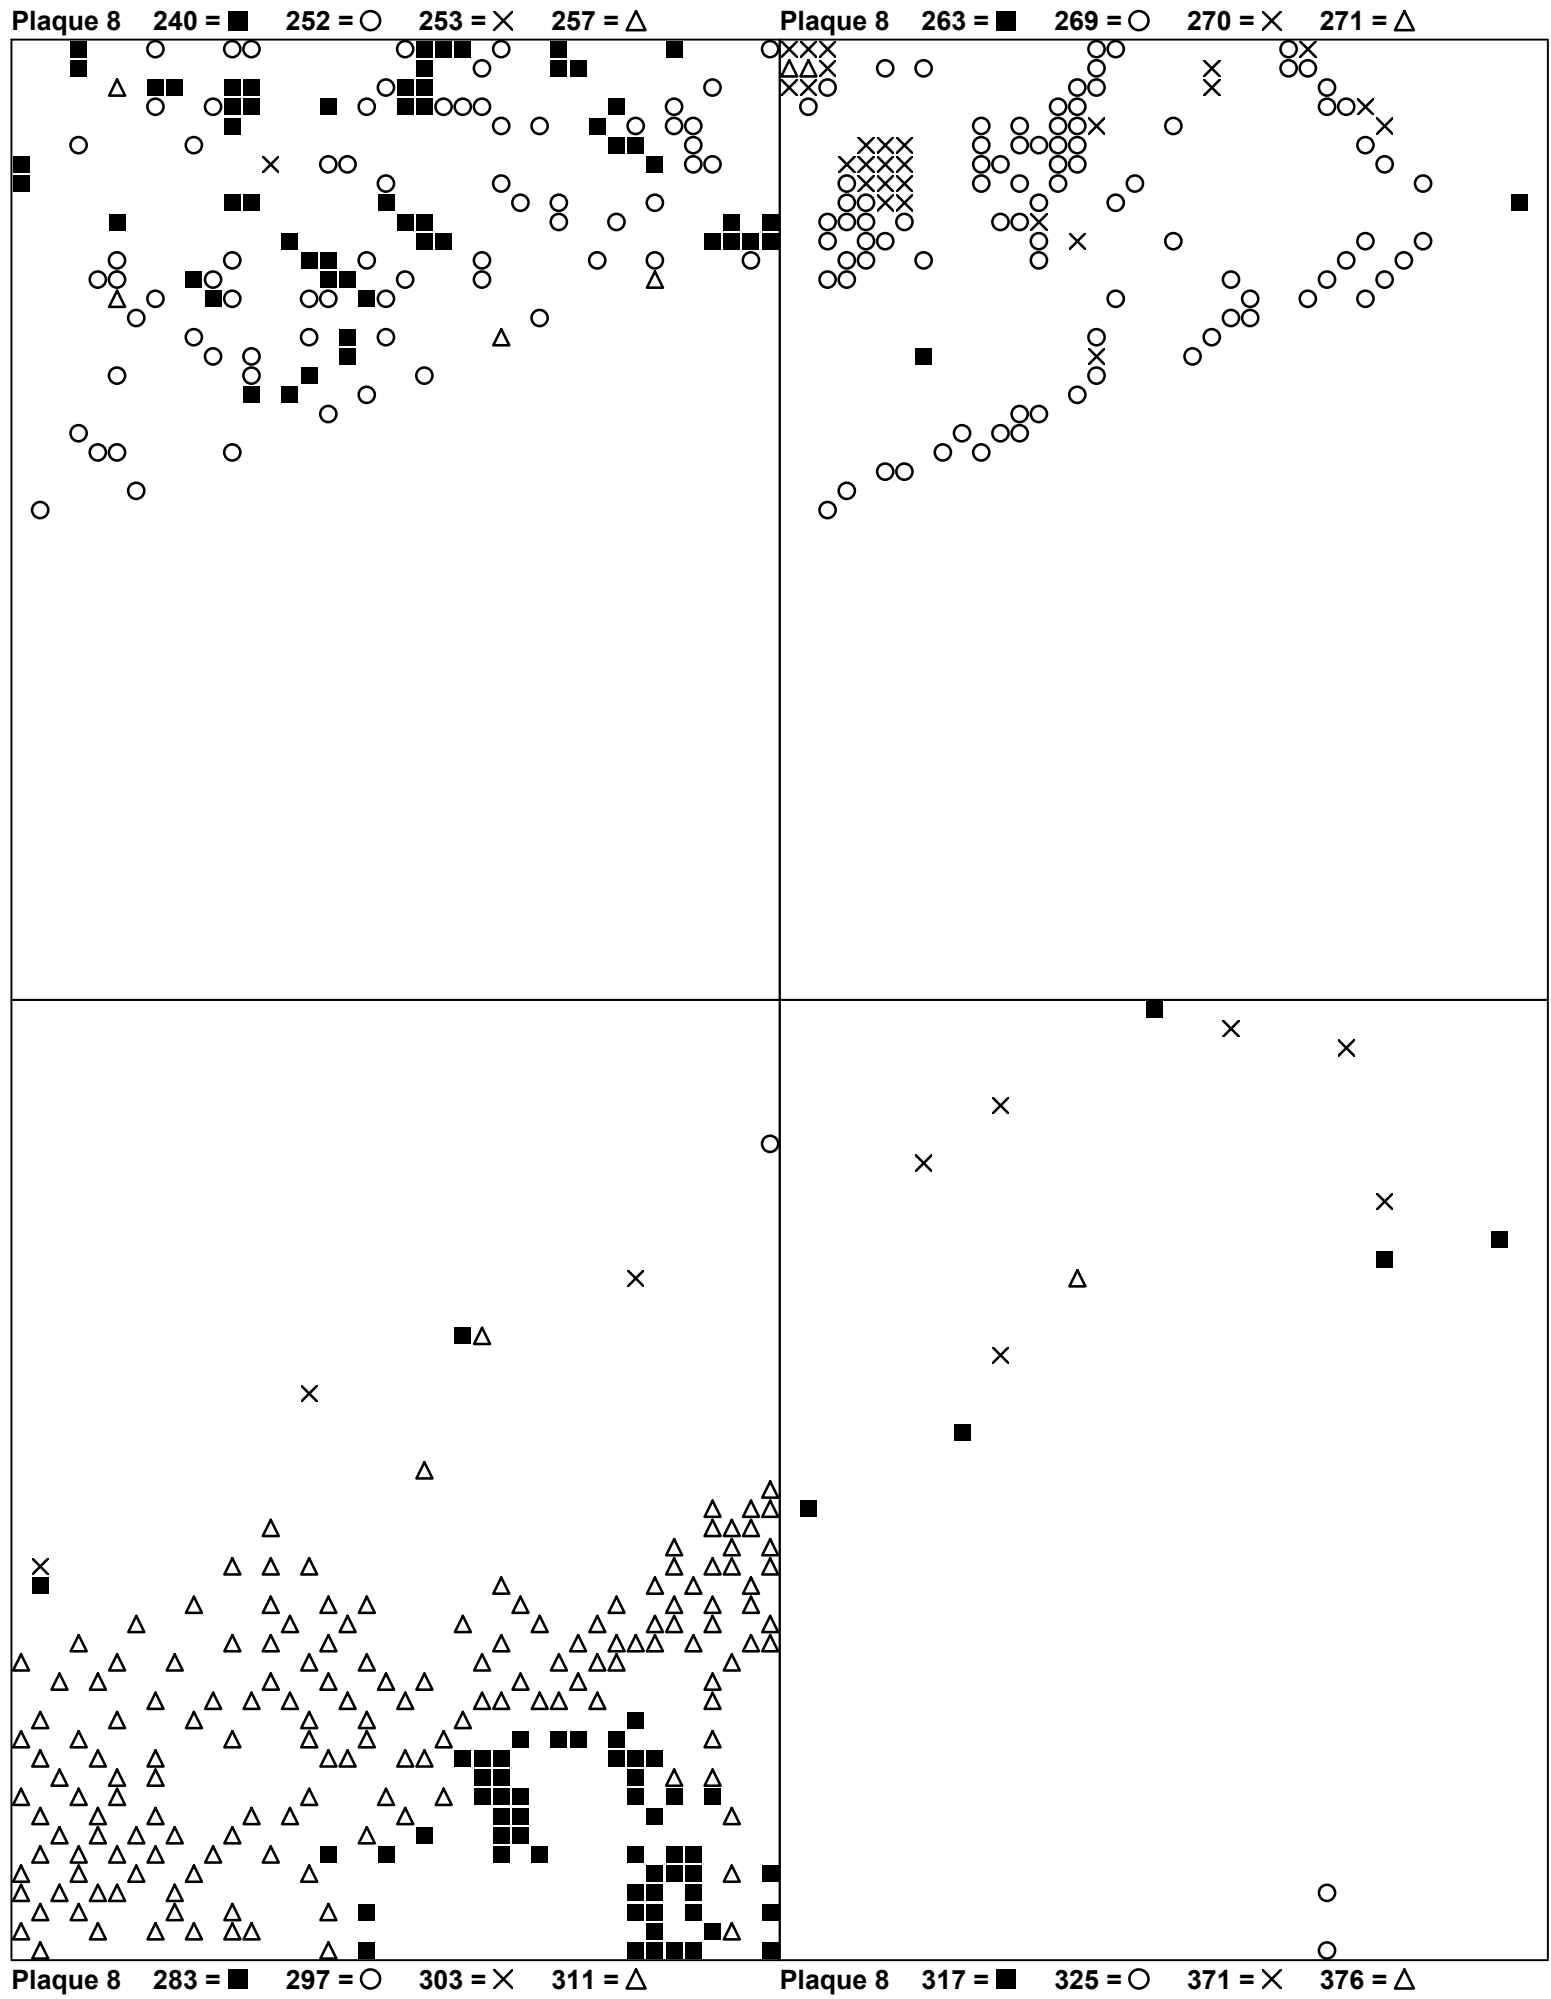 Plaque 8 240 = ■ 252 = ○ 253 = × 257 = △
Plaque 8 263 = ■ 269 = ○ 270 = × 271 = △
Plaque 8 283 = ■ 297 = ○ 303 = × 311 = △
Plaque 8 317 = ■ 325 = ○ 371 = × 376 = △